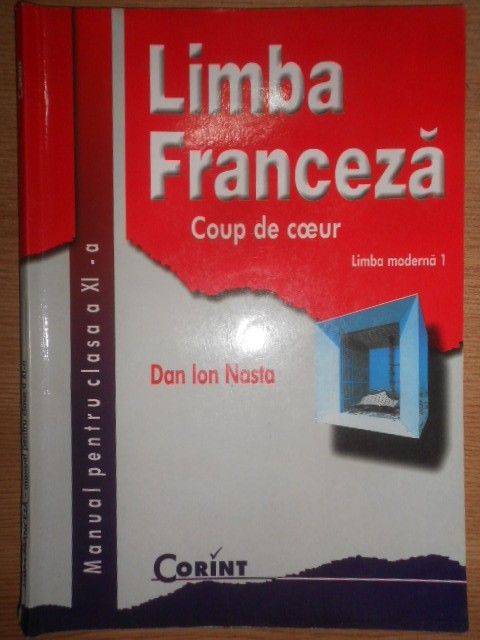 Limba
Franceză
Coup de cœur
Limba modernă 1
Dan Ion Nasta
Manual pentru clasa a XI - a
CORINT